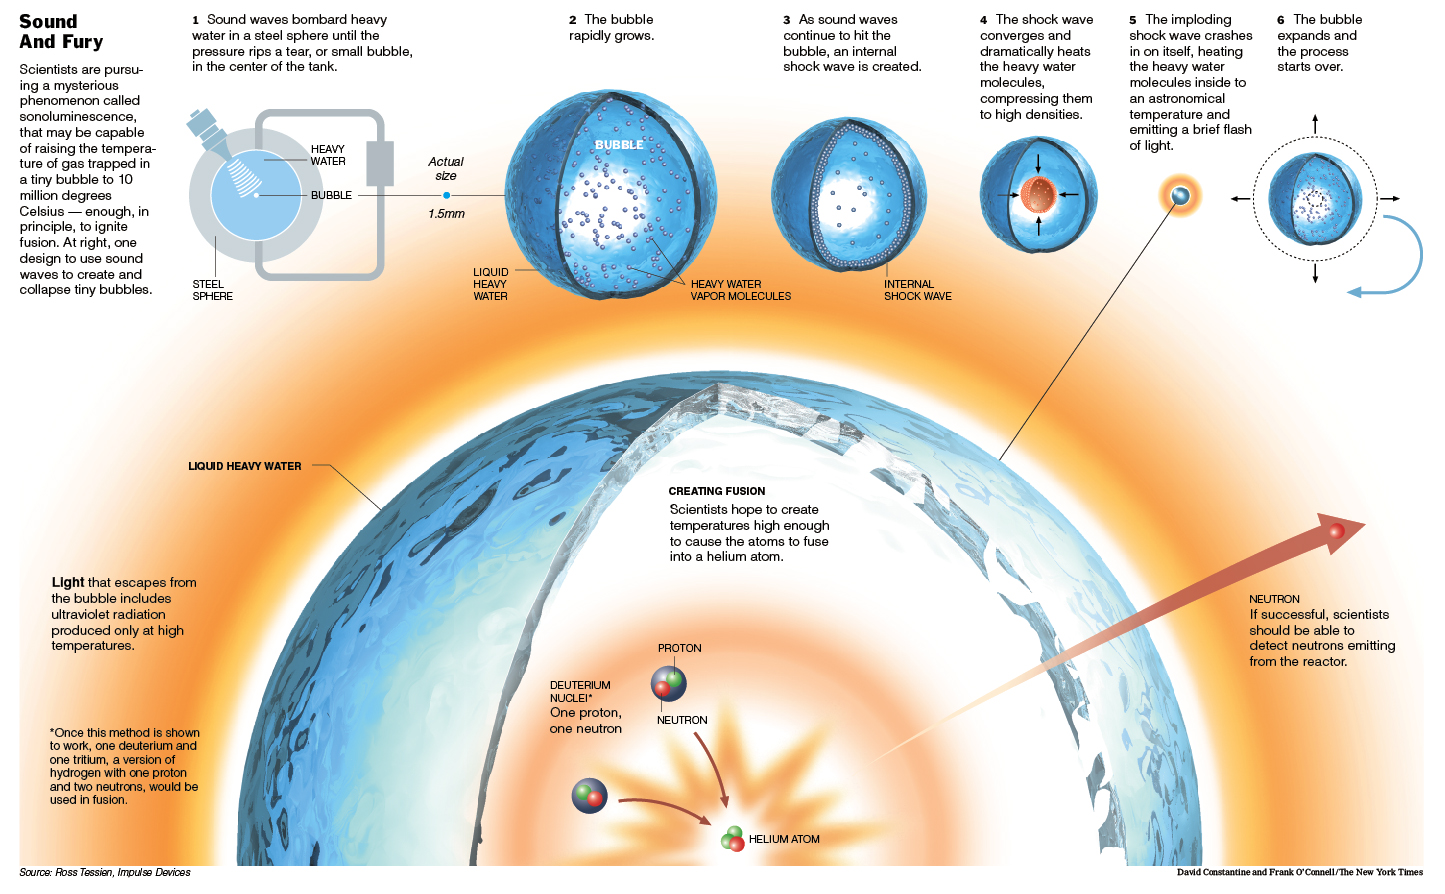 Sound
And Fury
Scientists are pursu-
ing a mysterious
phenomenon called
sonoluminescence,
that may be capable
of raising the tempera-
ture of gas trapped in
a tiny bubble to 10
million degrees
Celsius — enough, in
principle, to ignite
fusion. At right, one
design to use sound
waves to create and
collapse tiny bubbles.
1 Sound waves bombard heavy
water in a steel sphere until the
pressure rips a tear, or small bubble,
in the center of the tank.
HEAVY
WATER
BUBBLE
STEEL
SPHERE
Actual
size
1.5mm
2 The bubble
rapidly grows.
BUBBLE
LIQUID
HEAVY
WATER
HEAVY WATER
VAPOR MOLECULES
3 As sound waves
continue to hit the
bubble, an internal
shock wave is created.
INTERNAL
SHOCK WAVE
4 The shock wave
converges and
dramatically heats
the heavy water
molecules,
compressing them
to high densities.
5 The imploding
shock wave crashes
in on itself, heating
the heavy water
molecules inside to
an astronomical
temperature and
emitting a brief flash
of light.
6 The bubble
expands and
the process
starts over.
LIQUID HEAVY WATER
CREATING FUSION
Scientists hope to create
temperatures high enough
to cause the atoms to fuse
into a helium atom.
Light that escapes from
the bubble includes
ultraviolet radiation
produced only at high
temperatures.
NEUTRON
If successful, scientists
should be able to
detect neutrons emitting
from the reactor.
PROTON
DEUTERIUM
NUCLEI*
One proton,
one neutron
NEUTRON
HELIUM ATOM
*Once this method is shown
to work, one deuterium and
one tritium, a version of
hydrogen with one proton
and two neutrons, would be
used in fusion.
Source: Ross Tessien, Impulse Devices
David Constantine and Frank O'Connell/The New York Times